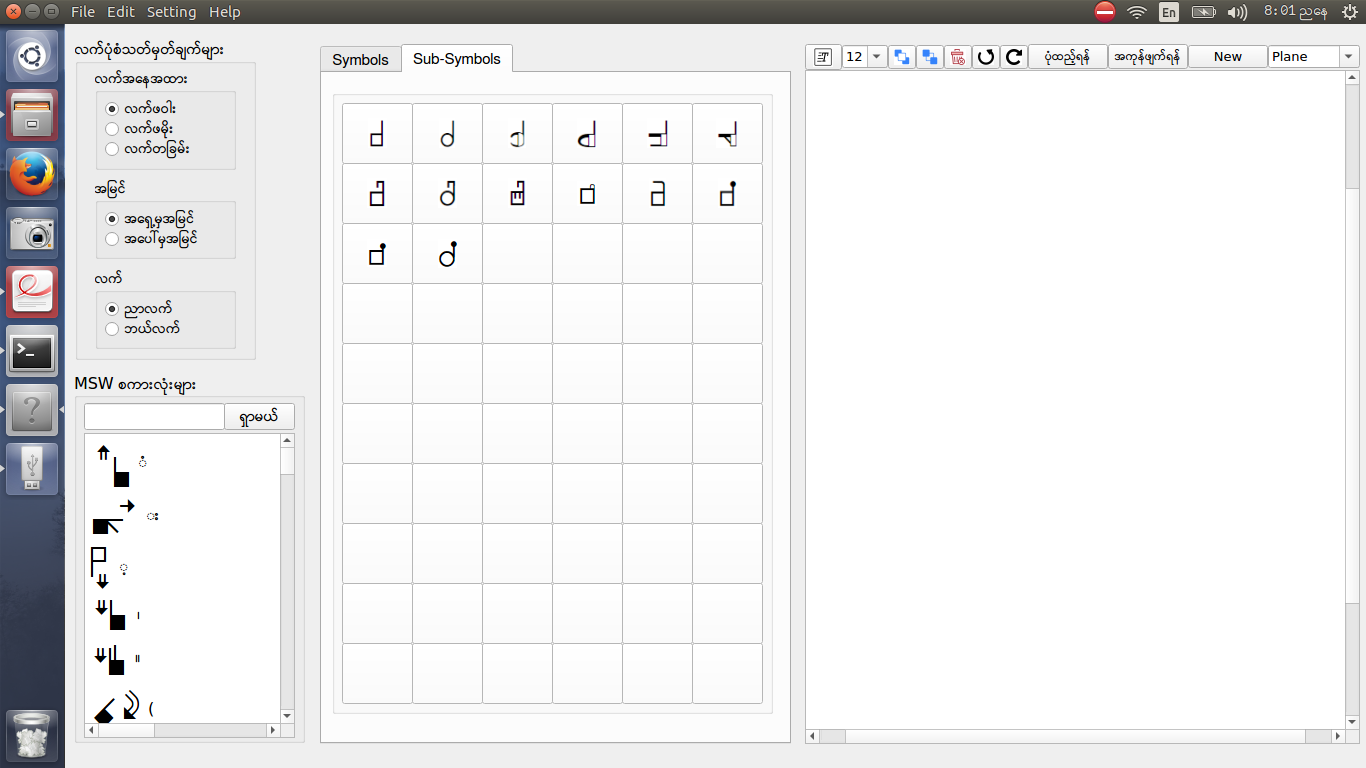 File Edit Setting Help
En 8:01 ညနေ
လက်ပုံစံသတ်မှတ်ချက်များ
လက်အနေအထား
လက်ဖဝါး
လက်ဖမိုး
လက်တခြမ်း
အမြင်
အရှေ့မှအမြင်
အပေါ်မှအမြင်
လက်
ညာလက်
ဘယ်လက်
MSW စကားလုံးများ
ရှာမယ်
ံ
း
့
၊
။
(
Symbols Sub-Symbols
12 ပုံထည့်ရန် အကုန်ဖျက်ရန် New Plane